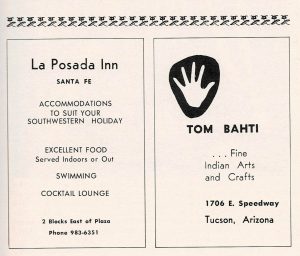 La Posada Inn
SANTA FE
ACCOMMODATIONS
TO SUIT YOUR
SOUTHWESTERN HOLIDAY
EXCELLENT FOOD
Served Indoors or Out
SWIMMING
COCKTAIL LOUNGE
2 Blocks East of Plaza
Phone 983-6351
TOM BAHTI
. . . Fine
Indian Arts
and Crafts
1706 E. Speedway
Tucson, Arizona